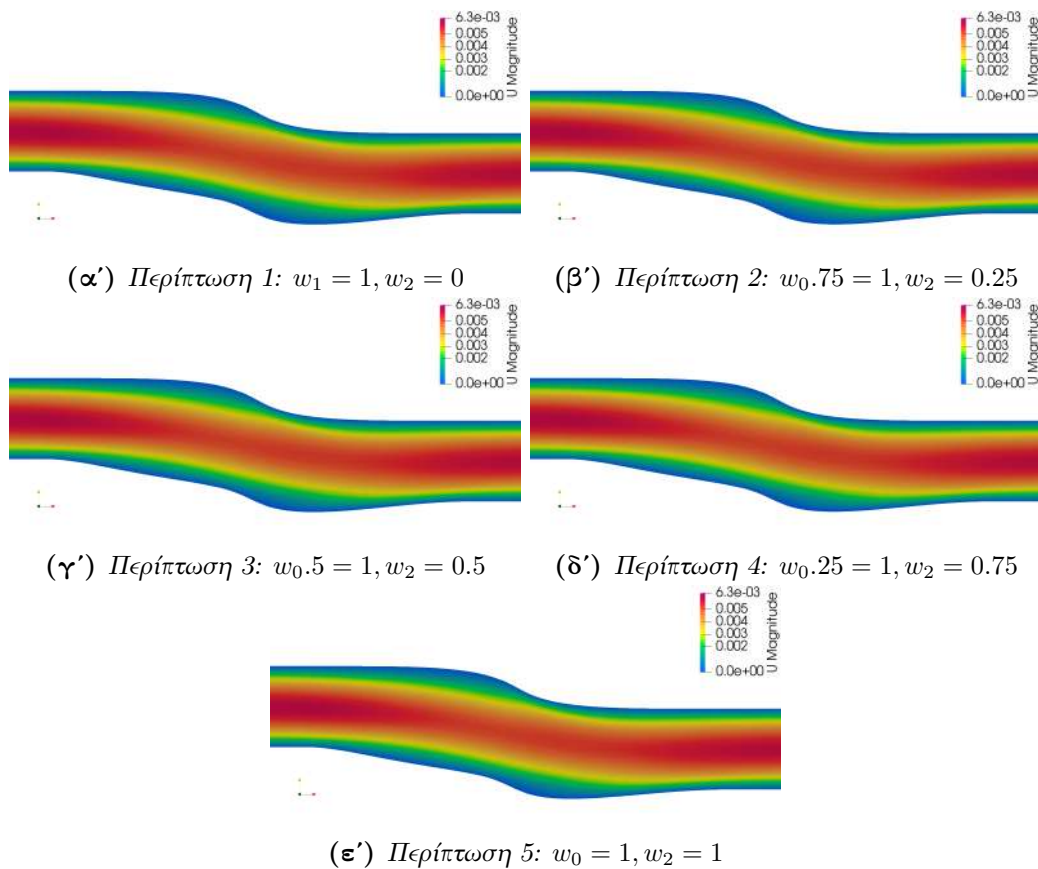 6.3e-03
0.005
0.004
0.003
0.002
0.0e+00
U Magnitude
6.3e-03
0.005
0.004
0.003
0.002
0.0e+00
U Magnitude
(αʹ) Περίπτωση 1: w₁ = 1, w₂ = 0
(βʹ) Περίπτωση 2: w₀.75 = 1, w₂ = 0.25
6.3e-03
0.005
0.004
0.003
0.002
0.0e+00
U Magnitude
6.3e-03
0.005
0.004
0.003
0.002
0.0e+00
U Magnitude
(γʹ) Περίπτωση 3: w₀.5 = 1, w₂ = 0.5
(δʹ) Περίπτωση 4: w₀.25 = 1, w₂ = 0.75
6.3e-03
0.005
0.004
0.003
0.002
0.0e+00
U Magnitude
(εʹ) Περίπτωση 5: w₀ = 1, w₂ = 1